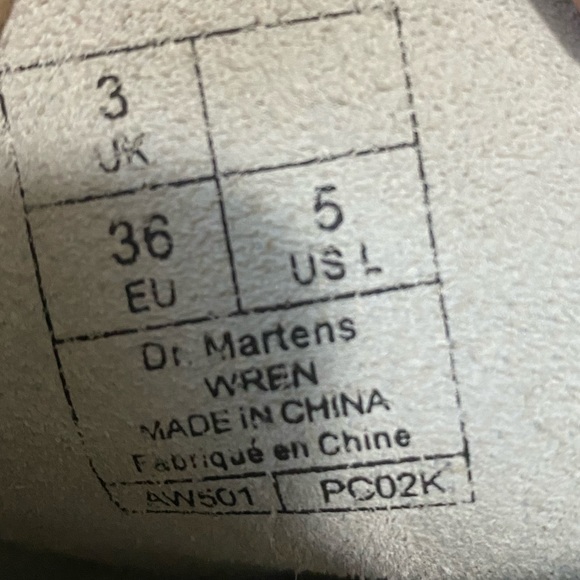 3
UK
36
EU
5
US L
Dr. Martens
WREN
MADE IN CHINA
Fabriqué en Chine
AW501 PC02K